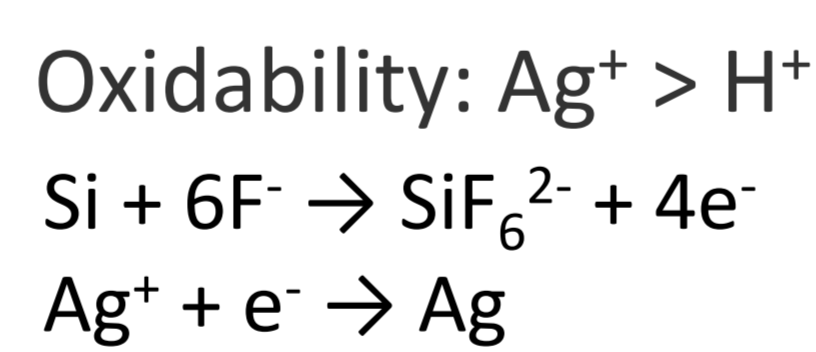 Oxidability: Ag⁺ > H⁺
Si + 6F⁻ → SiF₆²⁻ + 4e⁻
Ag⁺ + e⁻ → Ag